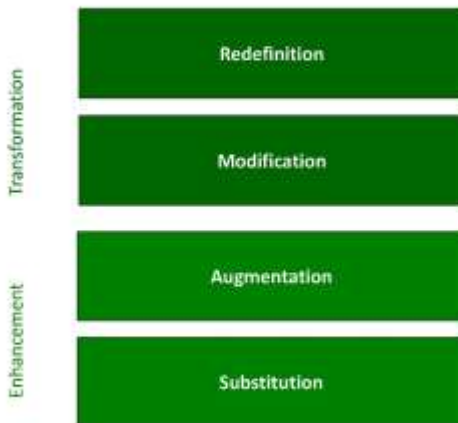 Transformation
Redefinition
Modification
Enhancement
Augmentation
Substitution